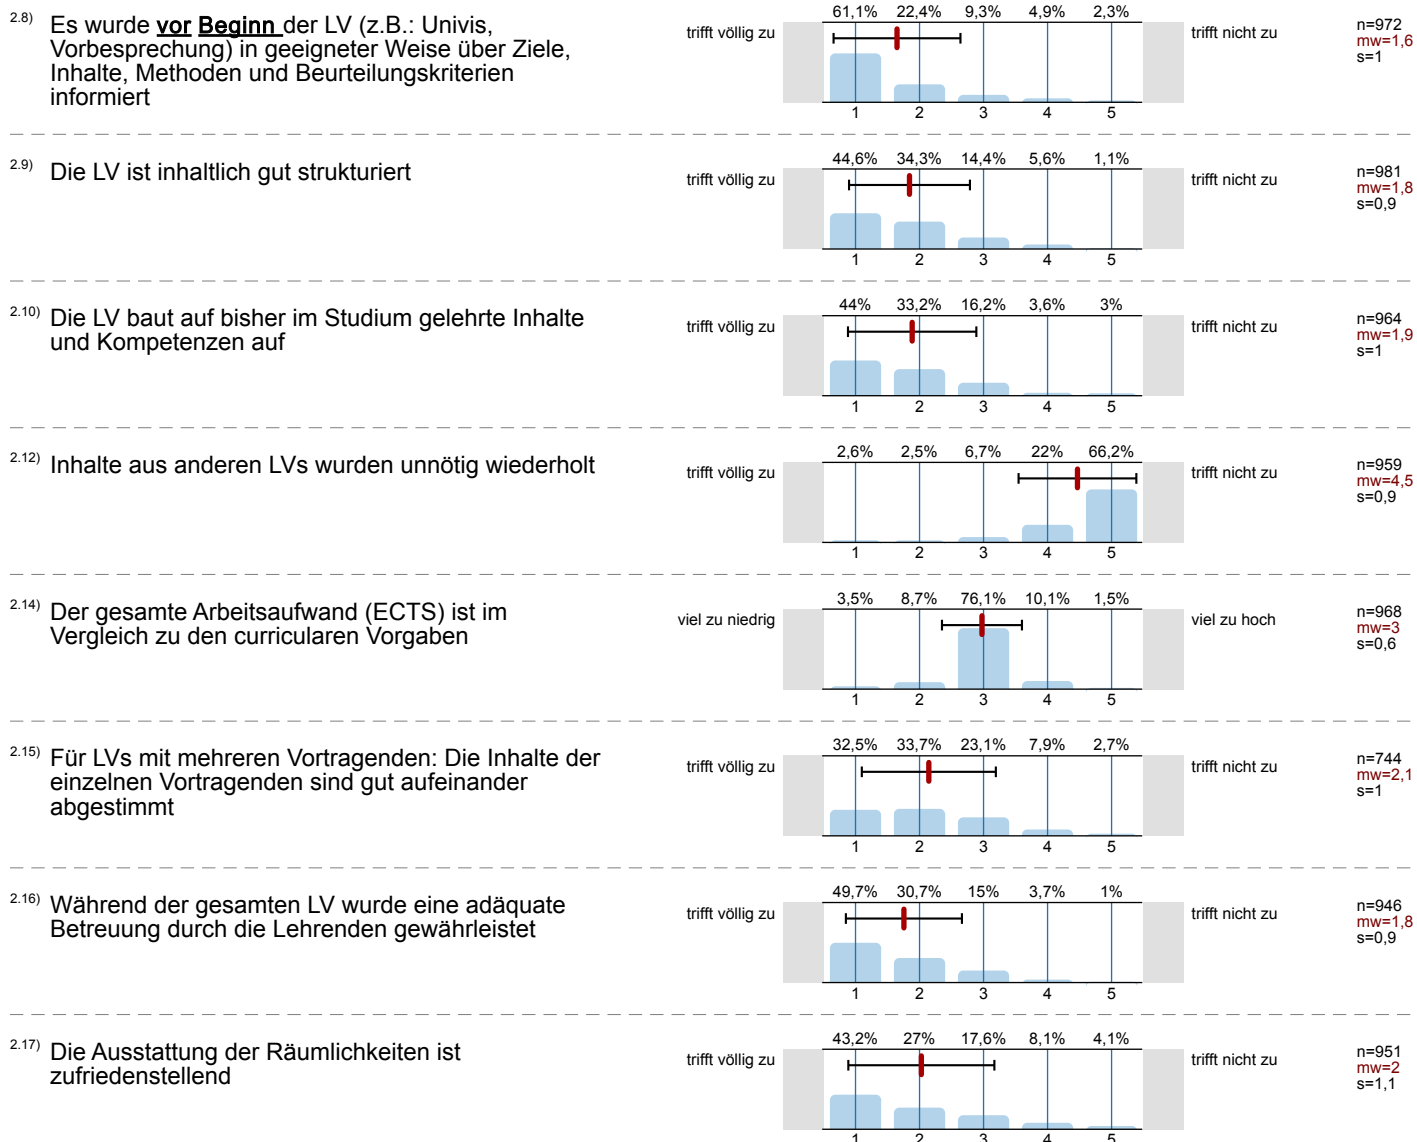 2.8) Es wurde vor Beginn der LV (z.B.: Univis,
Vorbesprechung) in geeigneter Weise über Ziele,
Inhalte, Methoden und Beurteilungskriterien
informiert
trifft völlig zu
61,1% 22,4% 9,3% 4,9% 2,3%
1 2 3 4 5
trifft nicht zu
n=972
mw=1,6
s=1
2.9) Die LV ist inhaltlich gut strukturiert
trifft völlig zu
44,6% 34,3% 14,4% 5,6% 1,1%
1 2 3 4 5
trifft nicht zu
n=981
mw=1,8
s=0,9
2.10) Die LV baut auf bisher im Studium gelehrte Inhalte
und Kompetenzen auf
trifft völlig zu
44% 33,2% 16,2% 3,6% 3%
1 2 3 4 5
trifft nicht zu
n=964
mw=1,9
s=1
2.12) Inhalte aus anderen LVs wurden unnötig wiederholt
trifft völlig zu
2,6% 2,5% 6,7% 22% 66,2%
1 2 3 4 5
trifft nicht zu
n=959
mw=4,5
s=0,9
2.14) Der gesamte Arbeitsaufwand (ECTS) ist im
Vergleich zu den curricularen Vorgaben
viel zu niedrig
3,5% 8,7% 76,1% 10,1% 1,5%
1 2 3 4 5
viel zu hoch
n=968
mw=3
s=0,6
2.15) Für LVs mit mehreren Vortragenden: Die Inhalte der
einzelnen Vortragenden sind gut aufeinander
abgestimmt
trifft völlig zu
32,5% 33,7% 23,1% 7,9% 2,7%
1 2 3 4 5
trifft nicht zu
n=744
mw=2,1
s=1
2.16) Während der gesamten LV wurde eine adäquate
Betreuung durch die Lehrenden gewährleistet
trifft völlig zu
49,7% 30,7% 15% 3,7% 1%
1 2 3 4 5
trifft nicht zu
n=946
mw=1,8
s=0,9
2.17) Die Ausstattung der Räumlichkeiten ist
zufriedenstellend
trifft völlig zu
43,2% 27% 17,6% 8,1% 4,1%
1 2 3 4 5
trifft nicht zu
n=951
mw=2
s=1,1